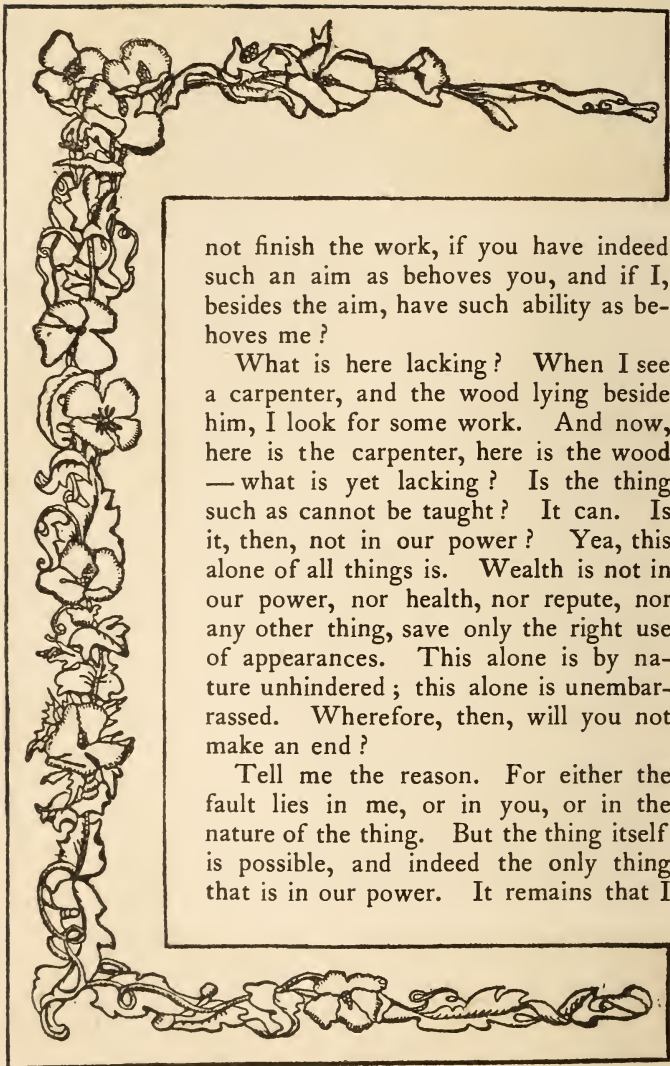 not finish the work, if you have indeed
such an aim as behoves you, and if I,
besides the aim, have such ability as be-
hoves me ?
What is here lacking ? When I see
a carpenter, and the wood lying beside
him, I look for some work. And now,
here is the carpenter, here is the wood
— what is yet lacking ? Is the thing
such as cannot be taught ? It can. Is
it, then, not in our power ? Yea, this
alone of all things is. Wealth is not in
our power, nor health, nor repute, nor
any other thing, save only the right use
of appearances. This alone is by na-
ture unhindered ; this alone is unembar-
rassed. Wherefore, then, will you not
make an end ?
Tell me the reason. For either the
fault lies in me, or in you, or in the
nature of the thing. But the thing itself
is possible, and indeed the only thing
that is in our power. It remains that I